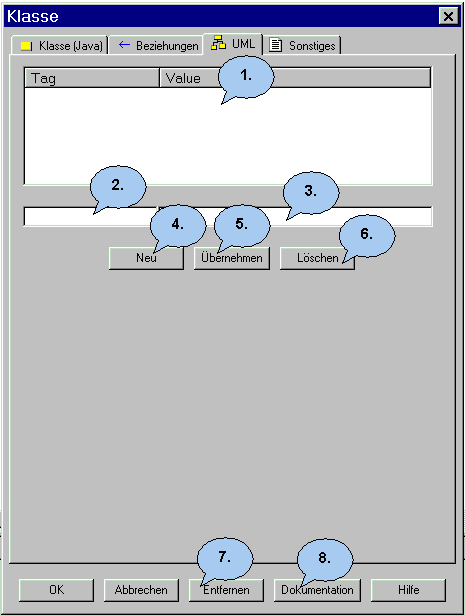 Klasse
Klasse (Java) Beziehungen UML Sonstiges
Tag Value
1.
2. 3.
4. 5. 6.
Neu Übernehmen Löschen
7. 8.
OK Abbrechen Entfernen Dokumentation Hilfe